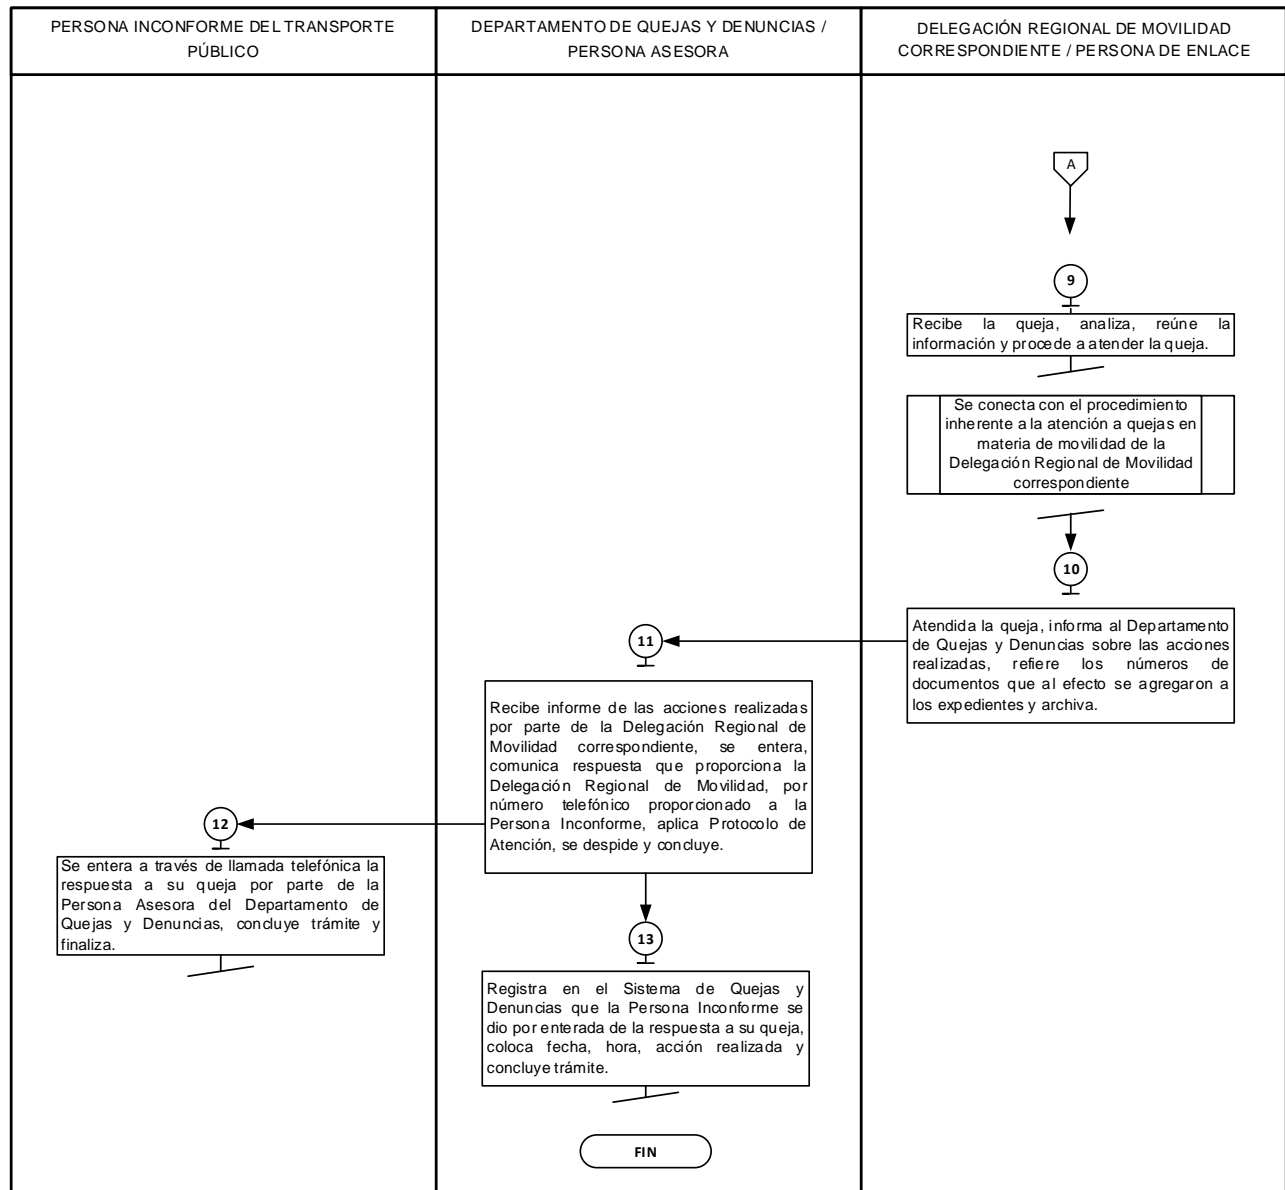 PERSONA INCONFORME DEL TRANSPORTE
PÚBLICO
DEPARTAMENTO DE QUEJAS Y DENUNCIAS /
PERSONA ASESORA
DELEGACIÓN REGIONAL DE MOVILIDAD
CORRESPONDIENTE / PERSONA DE ENLACE
A
9
Recibe la queja, analiza, reúne la
información y procede a atender la queja.
Se conecta con el procedimiento
inherente a la atención a quejas en
materia de movilidad de la
Delegación Regional de Movilidad
correspondiente
10
Atendida la queja, informa al Departamento
de Quejas y Denuncias sobre las acciones
realizadas, refiere los números de
documentos que al efecto se agregaron a
los expedientes y archiva.
11
Recibe informe de las acciones realizadas
por parte de la Delegación Regional de
Movilidad correspondiente, se entera,
comunica respuesta que proporciona la
Delegación Regional de Movilidad, por
número telefónico proporcionado a la
Persona Inconforme, aplica Protocolo de
Atención, se despide y concluye.
12
Se entera a través de llamada telefónica la
respuesta a su queja por parte de la
Persona Asesora del Departamento de
Quejas y Denuncias, concluye trámite y
finaliza.
13
Registra en el Sistema de Quejas y
Denuncias que la Persona Inconforme se
dio por enterada de la respuesta a su queja,
coloca fecha, hora, acción realizada y
concluye trámite.
FIN